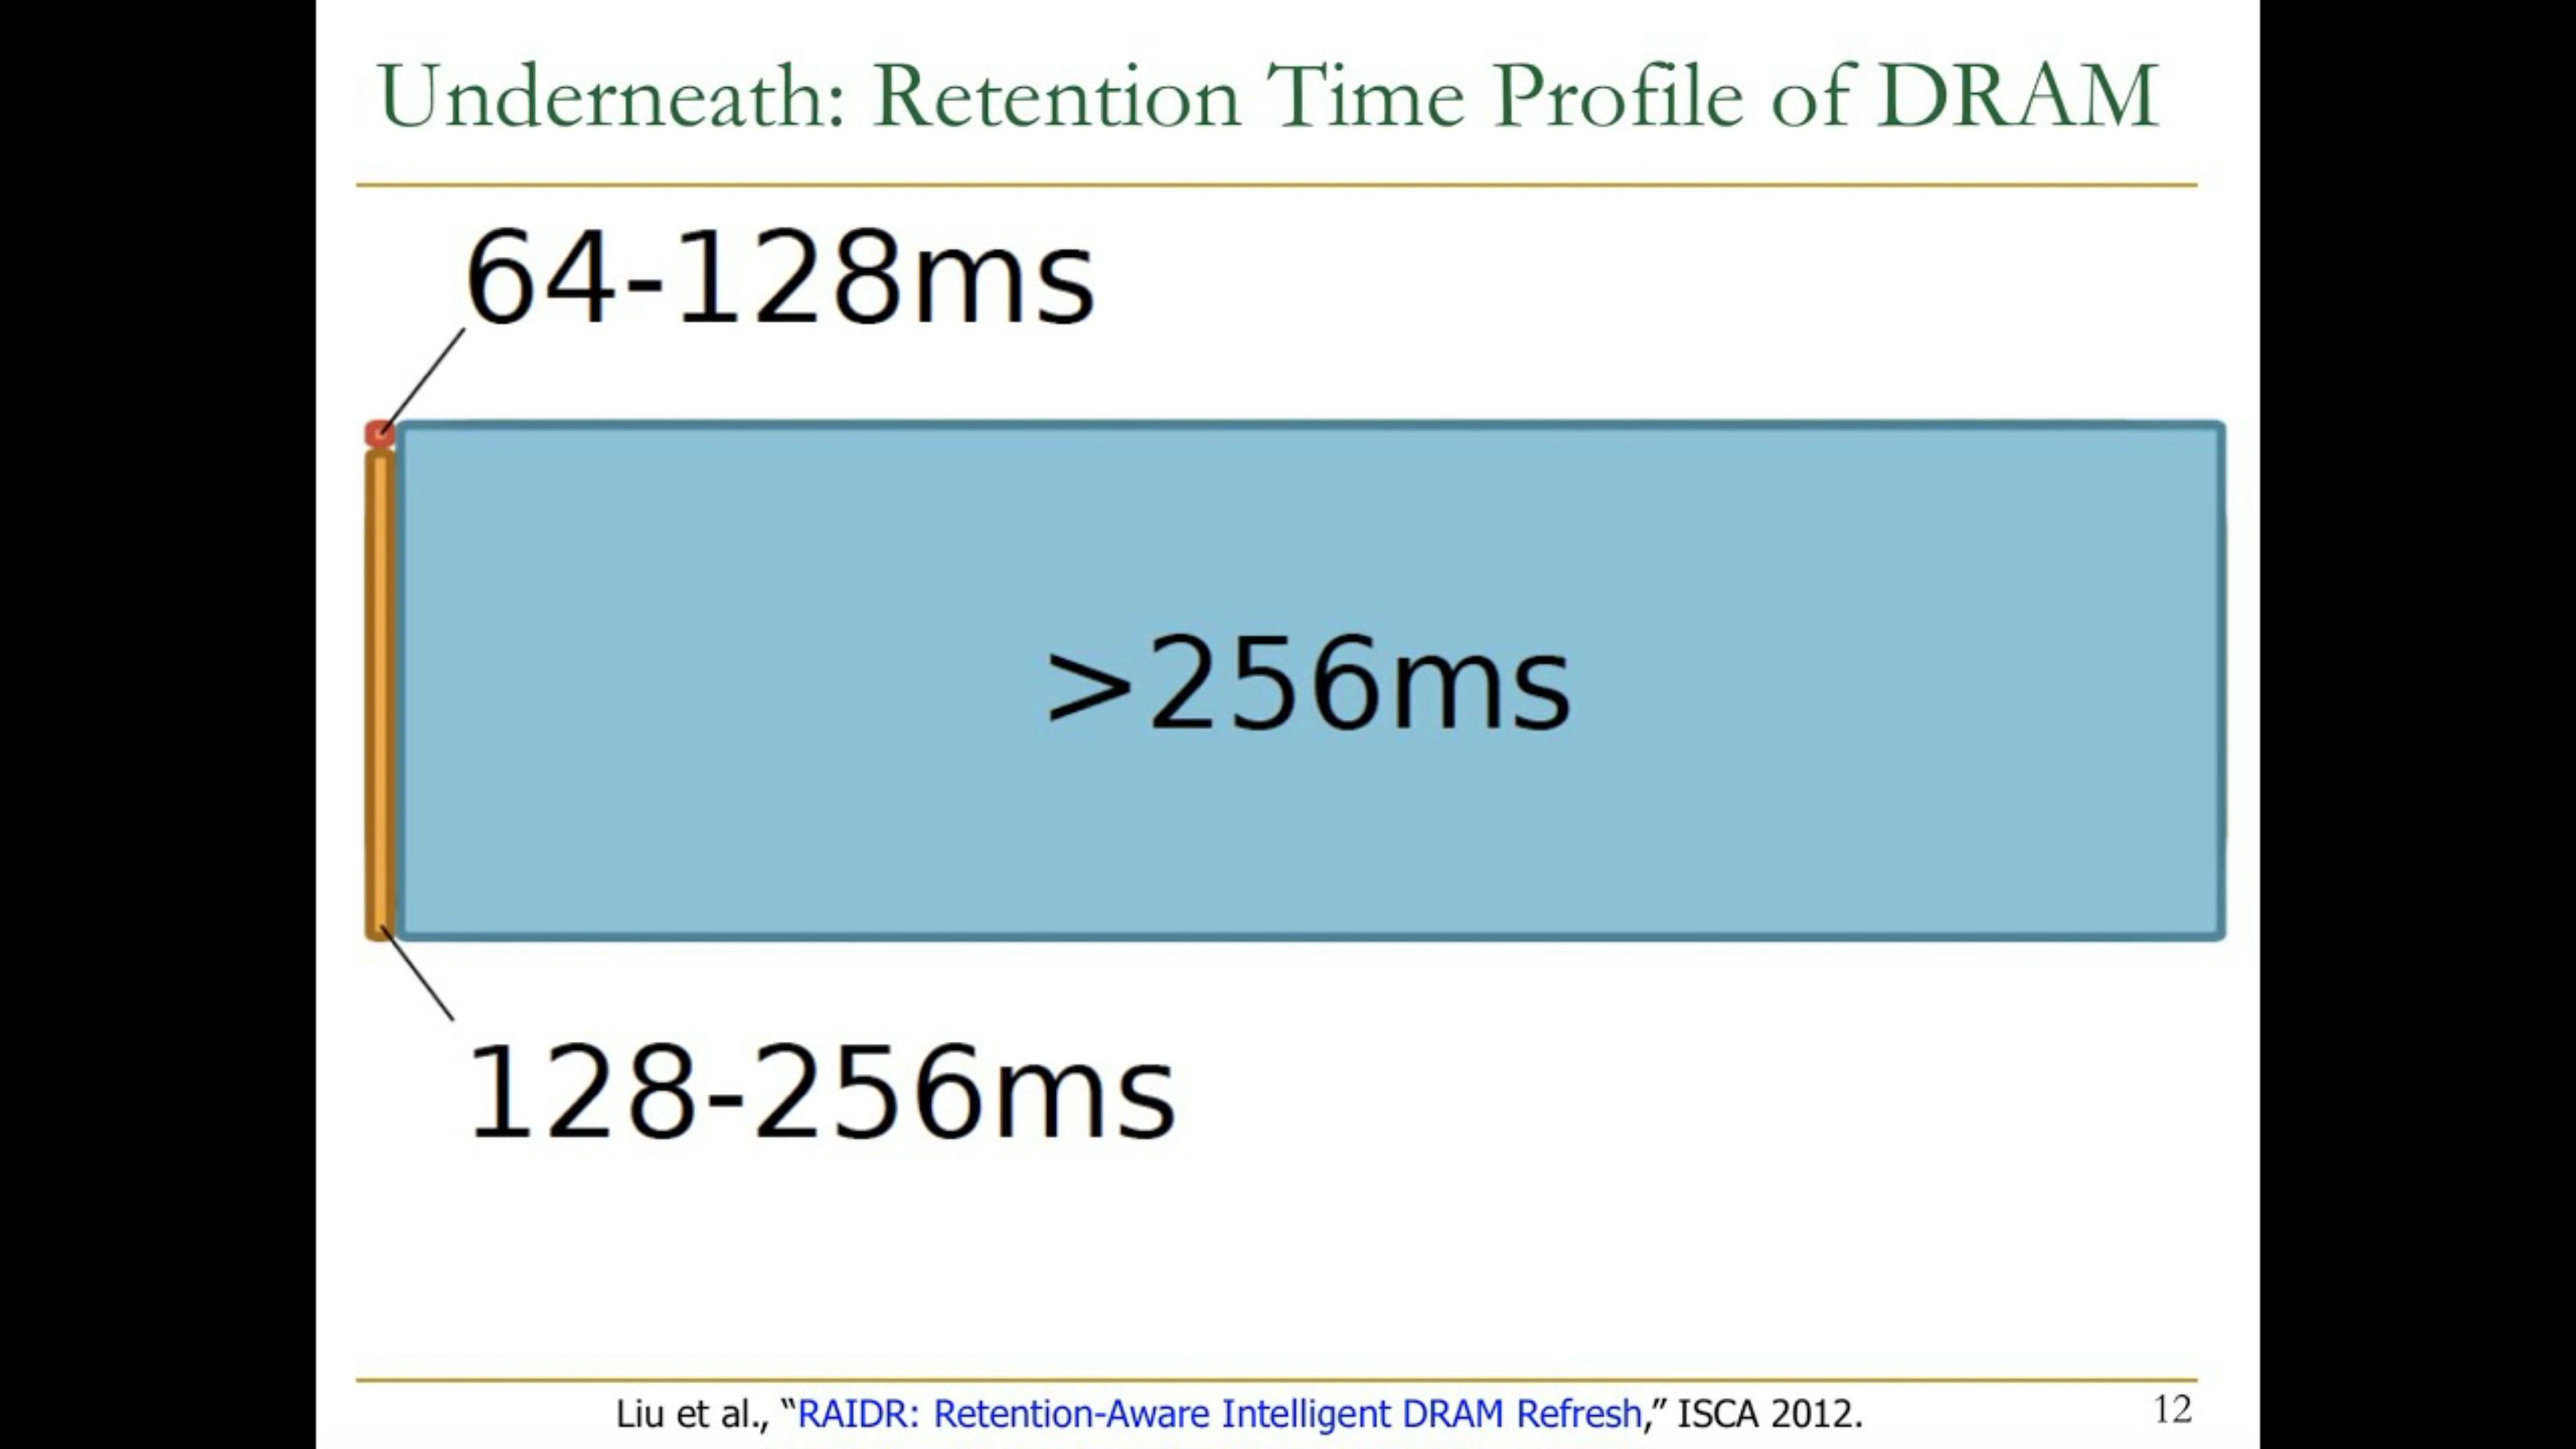 Underneath: Retention Time Profile of DRAM
64-128ms
>256ms
128-256ms
Liu et al., “RAIDR: Retention-Aware Intelligent DRAM Refresh,” ISCA 2012.
12